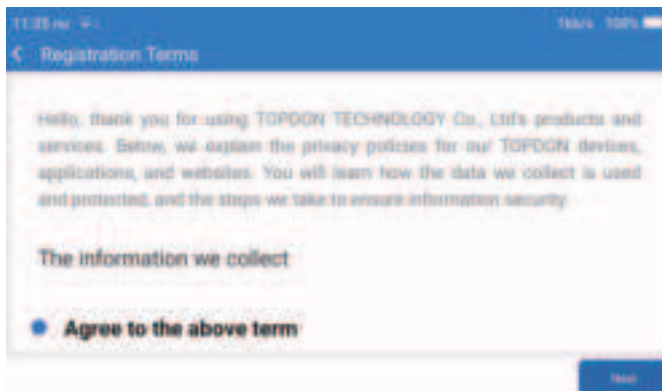 11:35
100%
Registration Terms
Hello, thank you for using TOPDON TECHNOLOGY Co., Ltd's products and
services. Below, we explain the privacy policies for our TOPDON devices,
applications, and websites. You will learn how the data we collect is used
and protected, and the steps we take to ensure information security.
The information we collect
Agree to the above term
Next